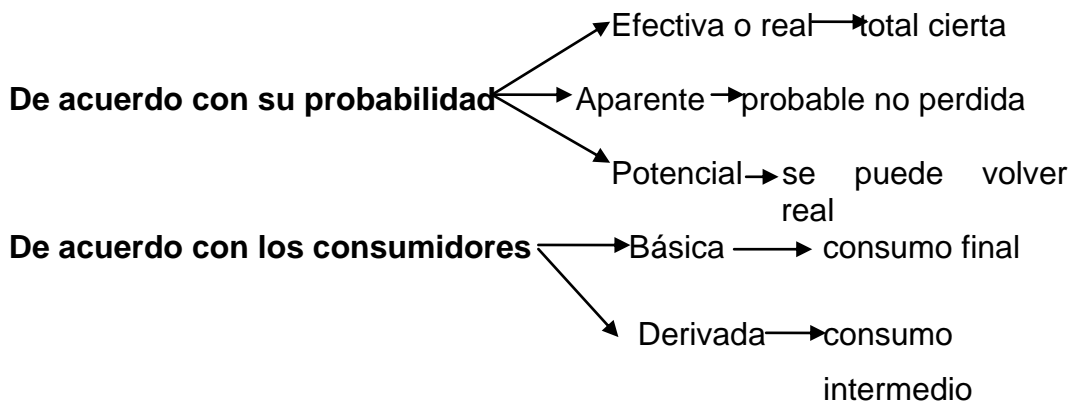 Efectiva o real total cierta
De acuerdo con su probabilidad Aparente probable no perdida
Potencial se puede volver
real
De acuerdo con los consumidores Básica consumo final
Derivada consumo
intermedio